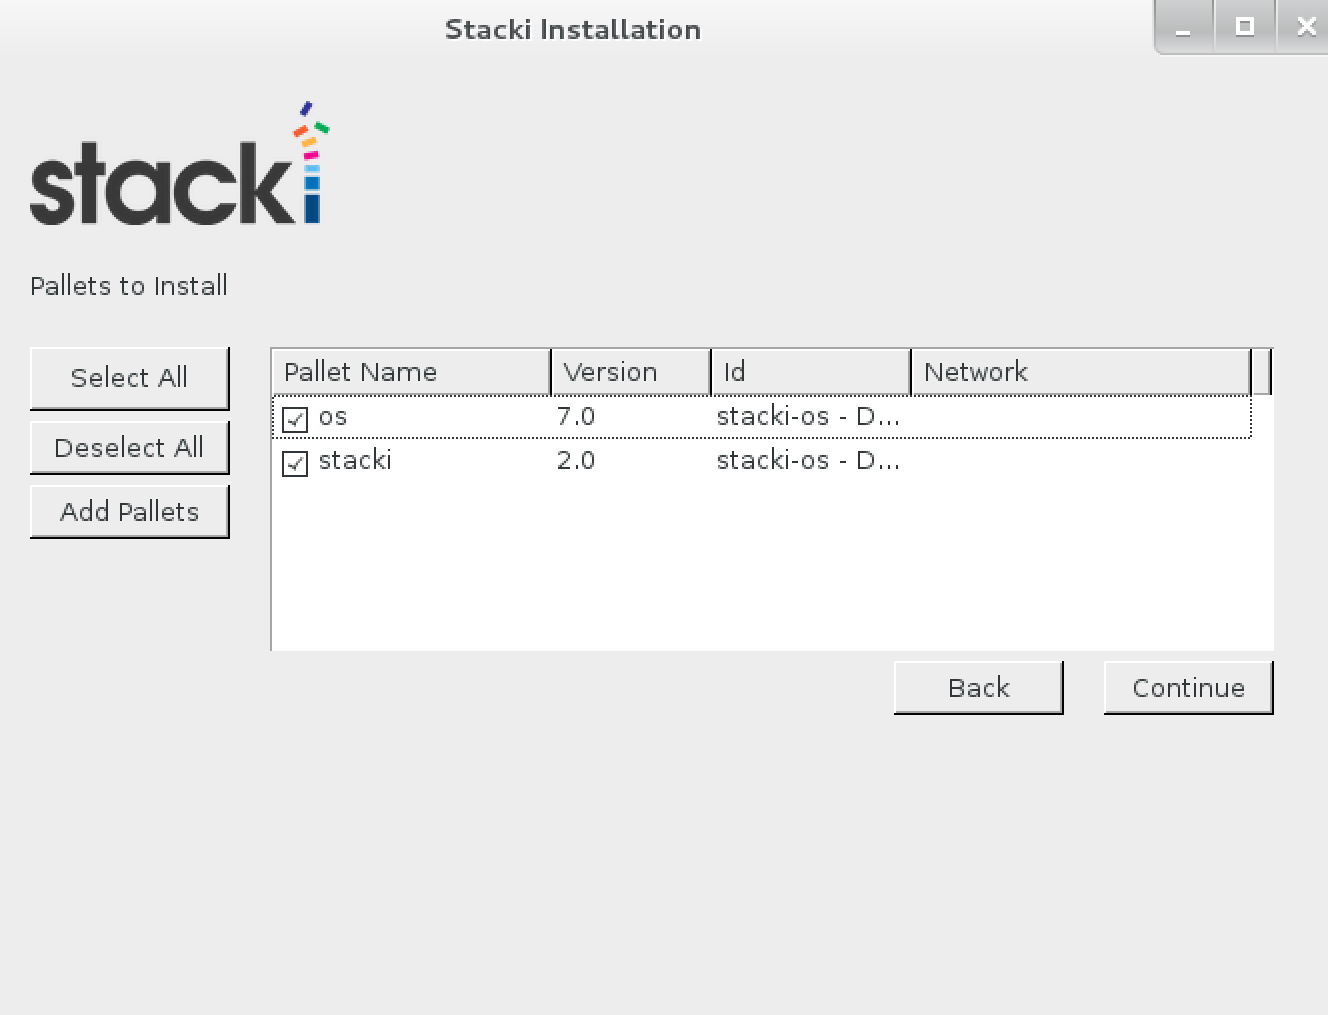 Stacki Installation
stacki
Pallets to Install
Select All
Deselect All
Add Pallets
Pallet Name Version Id Network
os 7.0 stacki-os - D...
stacki 2.0 stacki-os - D...
Back Continue